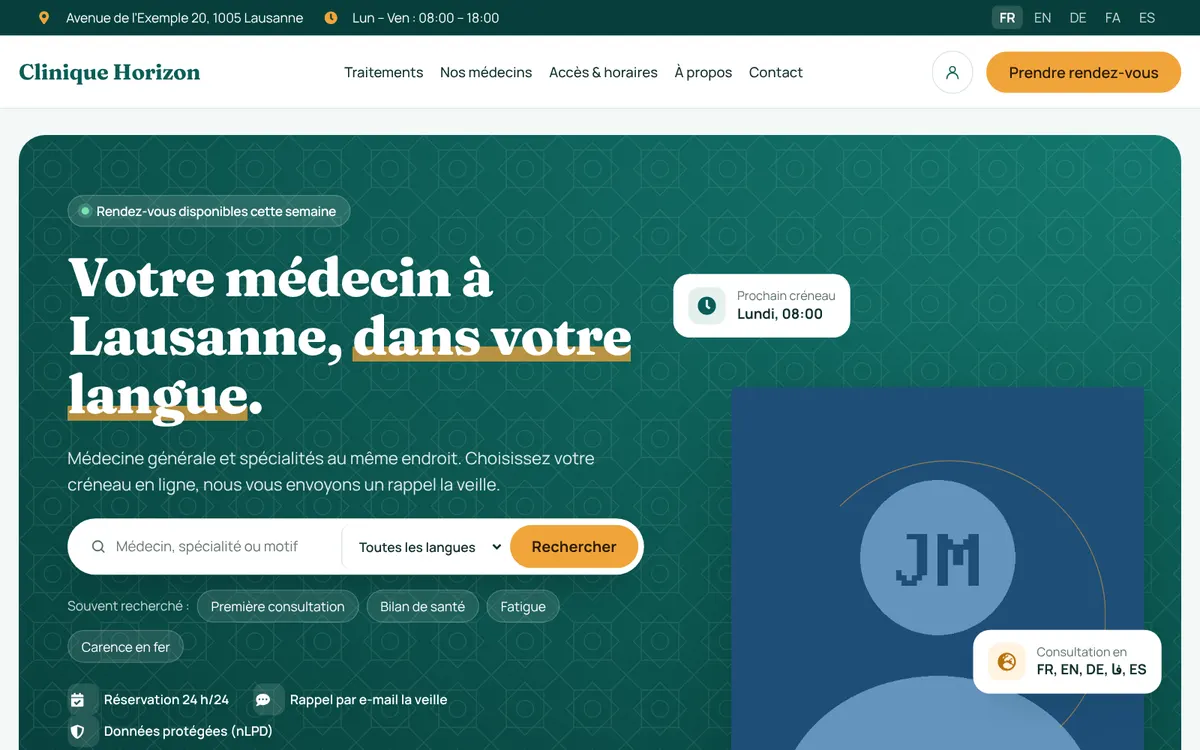 Avenue de l'Exemple 20, 1005 Lausanne
Lun – Ven : 08:00 – 18:00
FR EN DE FA ES
Clinique Horizon
Traitements
Nos médecins
Accès & horaires
À propos
Contact
Prendre rendez-vous
Rendez-vous disponibles cette semaine
Votre médecin à
Lausanne, dans votre
langue.
Médecine générale et spécialités au même endroit. Choisissez votre
créneau en ligne, nous vous envoyons un rappel la veille.
Médecin, spécialité ou motif
Toutes les langues
Rechercher
Souvent recherché :
Première consultation
Bilan de santé
Fatigue
Carence en fer
Réservation 24 h/24
Rappel par e-mail la veille
Données protégées (nLPD)
Prochain créneau
Lundi, 08:00
JM
Consultation en
FR, EN, DE, فا, ES